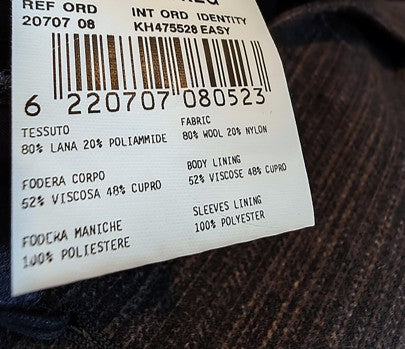 REF ORD INT ORD IDENTITY
20707 08 KH475528 EASY
6 220707 080523
TESSUTO FABRIC
80% LANA 20% POLIAMMIDE 80% WOOL 20% NYLON
FODERA CORPO BODY LINING
52% VISCOSA 48% CUPRO 52% VISCOSE 48% CUPRO
FODERA MANICHE SLEEVES LINING
100% POLIESTERE 100% POLYESTER